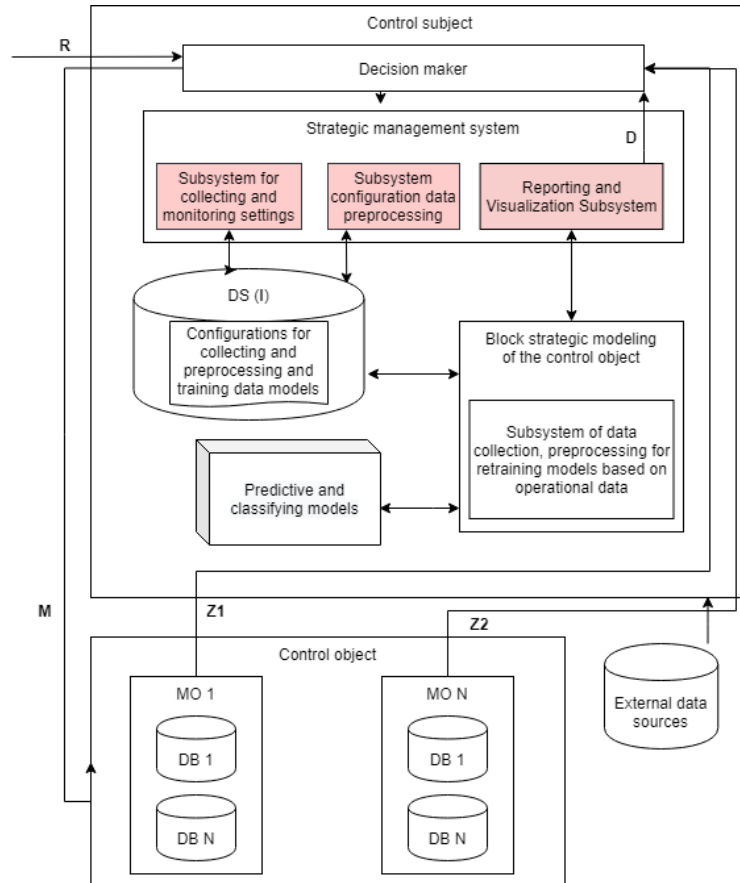 Control subject
R
Decision maker
Strategic management system
D
Subsystem for
collecting and
monitoring settings
Subsystem
configuration data
preprocessing
Reporting and
Visualization Subsystem
DS (I)
Configurations for
collecting and
preprocessing and
training data models
Block strategic modeling
of the control object
Subsystem of data
collection, preprocessing for
retraining models based on
operational data
Predictive and
classifying models
M
Z1
Z2
Control object
MO 1
DB 1
DB N
MO N
DB 1
DB N
External data
sources